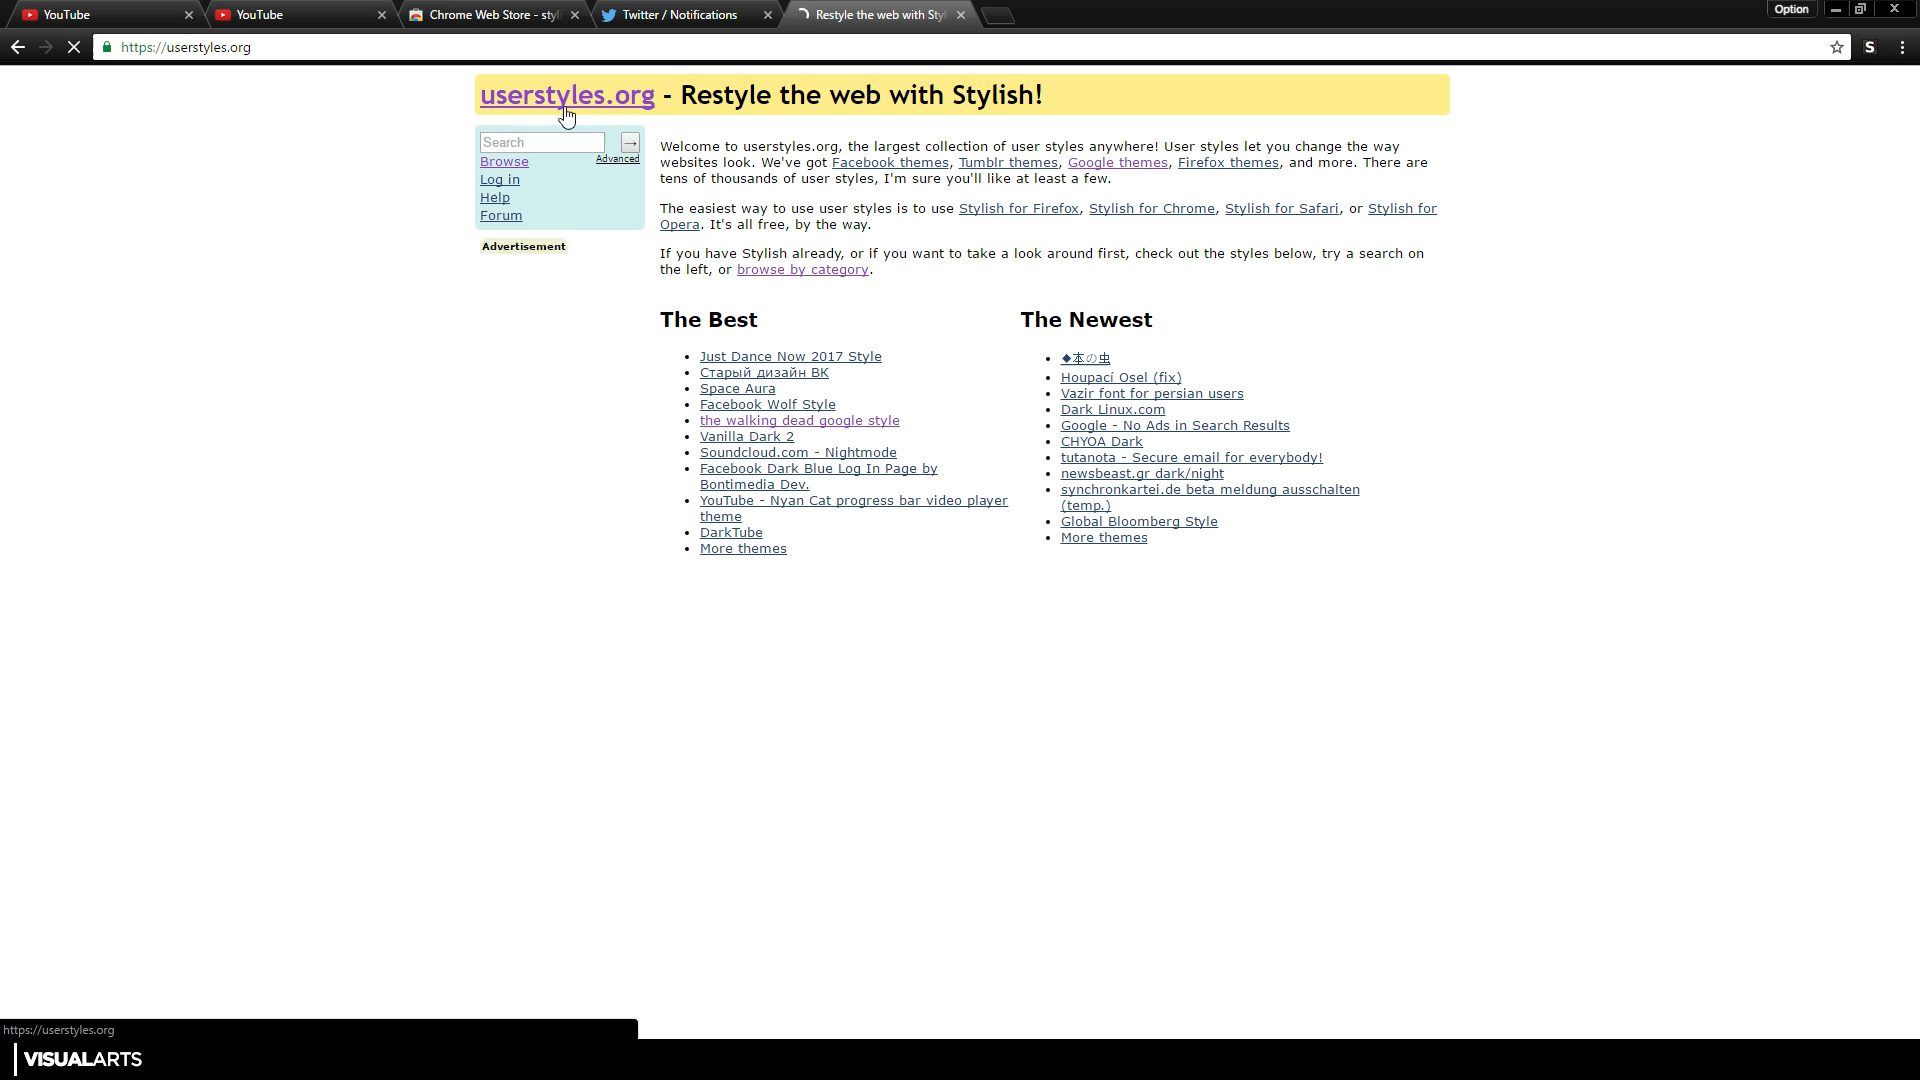 YouTube
YouTube
Chrome Web Store - styl
Twitter / Notifications
Restyle the web with Styl
Option
https://userstyles.org
S
userstyles.org - Restyle the web with Stylish!
Search
→
Browse
Advanced
Log in
Help
Forum
Advertisement
Welcome to userstyles.org, the largest collection of user styles anywhere! User styles let you change the way
websites look. We've got Facebook themes, Tumblr themes, Google themes, Firefox themes, and more. There are
tens of thousands of user styles, I'm sure you'll like at least a few.
The easiest way to use user styles is to use Stylish for Firefox, Stylish for Chrome, Stylish for Safari, or Stylish for
Opera. It's all free, by the way.
If you have Stylish already, or if you want to take a look around first, check out the styles below, try a search on
the left, or browse by category.
The Best
Just Dance Now 2017 Style
Старый дизайн ВК
Space Aura
Facebook Wolf Style
the walking dead google style
Vanilla Dark 2
Soundcloud.com - Nightmode
Facebook Dark Blue Log In Page by
Bontimedia Dev.
YouTube - Nyan Cat progress bar video player
theme
DarkTube
More themes
The Newest
◆本の虫
Houpací Osel (fix)
Vazir font for persian users
Dark Linux.com
Google - No Ads in Search Results
CHYOA Dark
tutanota - Secure email for everybody!
newsbeast.gr dark/night
synchronkartei.de beta meldung ausschalten
(temp.)
Global Bloomberg Style
More themes
https://userstyles.org
VISUALARTS